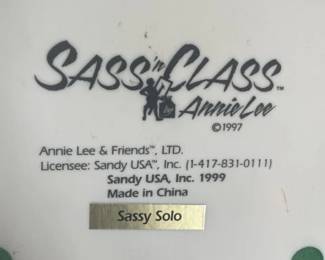 SASS 'n CLASS™
Annie Lee
©1997
Annie Lee & Friends™, LTD.
Licensee: Sandy USA™, Inc. (1-417-831-0111)
Sandy USA, Inc. 1999
Made in China
Sassy Solo